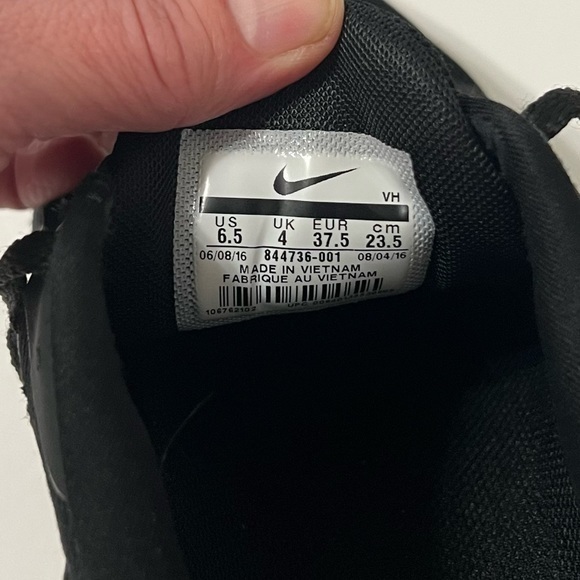 VH
US UK EUR cm
6.5 4 37.5 23.5
06/08/16 844736-001 08/04/16
MADE IN VIETNAM
FABRIQUE AU VIETNAM
UPC